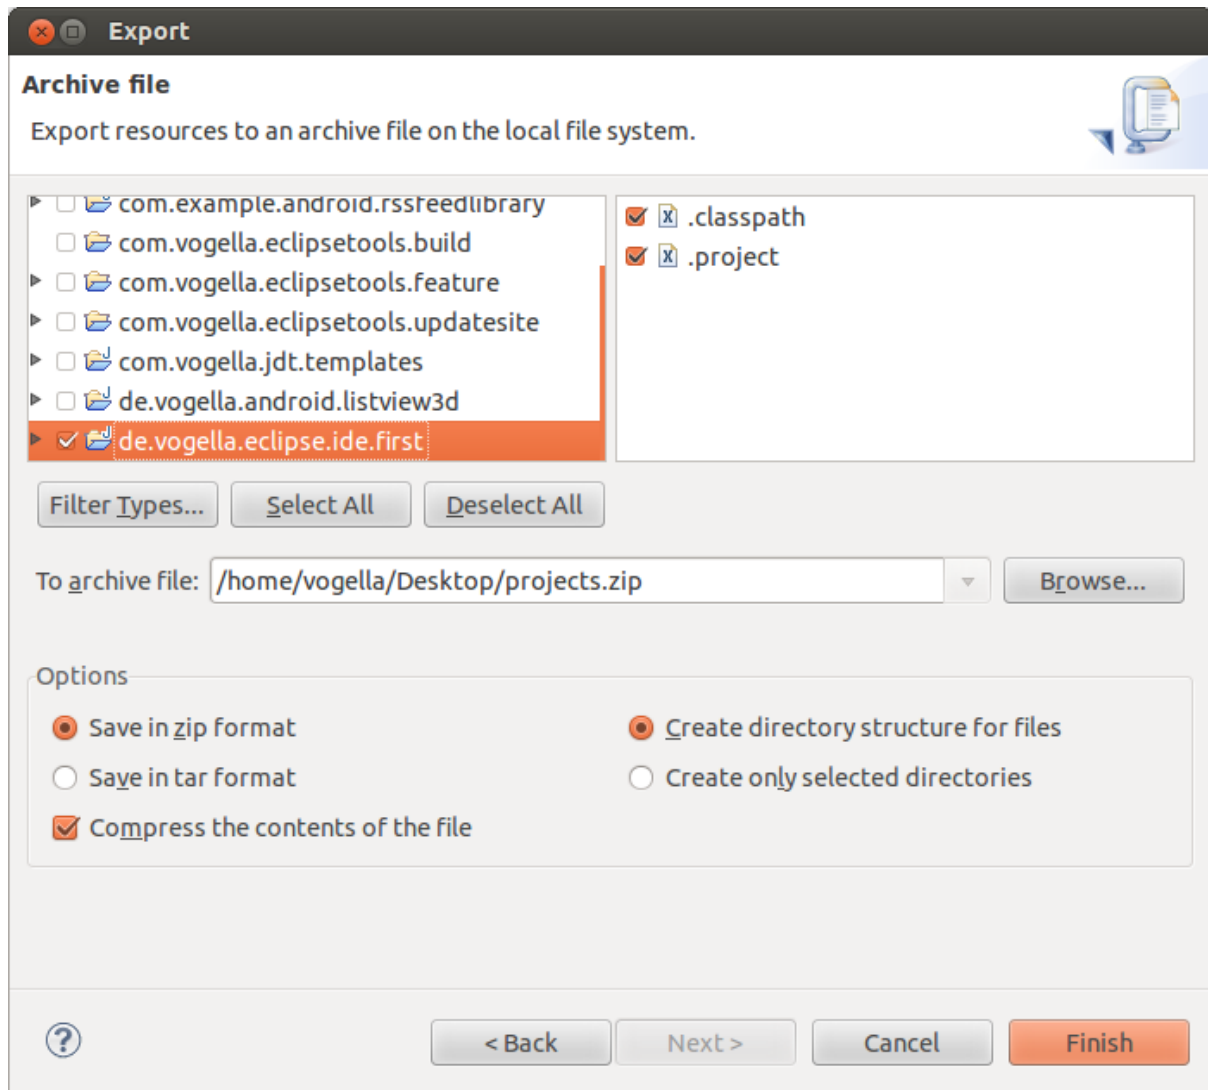 Export
Archive file
Export resources to an archive file on the local file system.
com.example.android.rssfeedlibrary
com.vogella.eclipsetools.build
com.vogella.eclipsetools.feature
com.vogella.eclipsetools.updatesite
com.vogella.jdt.templates
de.vogella.android.listview3d
de.vogella.eclipse.ide.first
.classpath
.project
Filter Types... Select All Deselect All
To archive file: /home/vogella/Desktop/projects.zip Browse...
Options
Save in zip format
Save in tar format
Compress the contents of the file
Create directory structure for files
Create only selected directories
? < Back Next > Cancel Finish